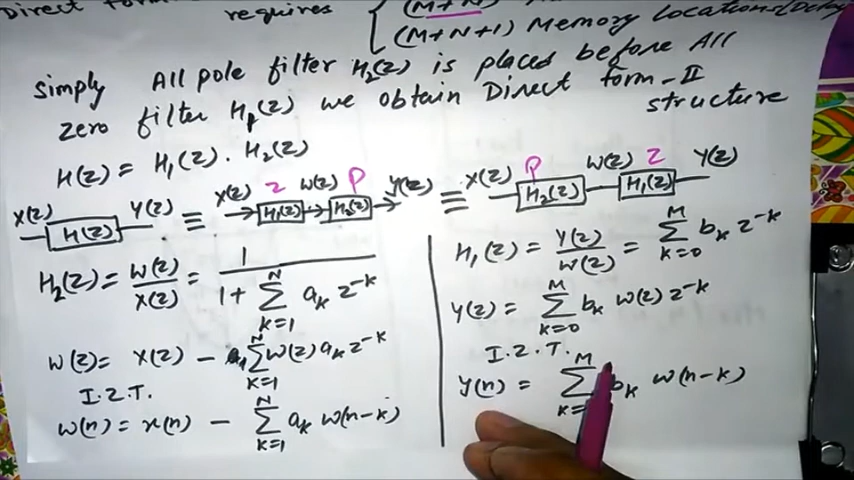 Direct form
requires
(M+N)
(M+N+1) Memory Locations (Delay
simply All pole filter H₂(z) is placed before All
zero filter H₁(z) we obtain Direct form-II
structure
H(z) = H₁(z) . H₂(z)
X(z) H(z) Y(z) ≡ X(z) z H₁(z) W(z) P H₂(z) Y(z) ≡ X(z) P H₂(z) W(z) z H₁(z) Y(z)
H₂(z) = W(z)/X(z) = 1/(1 + Σ_{k=1}^{N} aₖ z⁻ᵏ)
W(z) = X(z) - Σ_{k=1}^{N} W(z) aₖ z⁻ᵏ
I.Z.T.
w(n) = x(n) - Σ_{k=1}^{N} aₖ w(n-k)
H₁(z) = Y(z)/W(z) = Σ_{k=0}^{M} bₖ z⁻ᵏ
Y(z) = Σ_{k=0}^{M} bₖ W(z) z⁻ᵏ
I.Z.T.
y(n) = Σ_{k=}^{M} bₖ w(n-k)